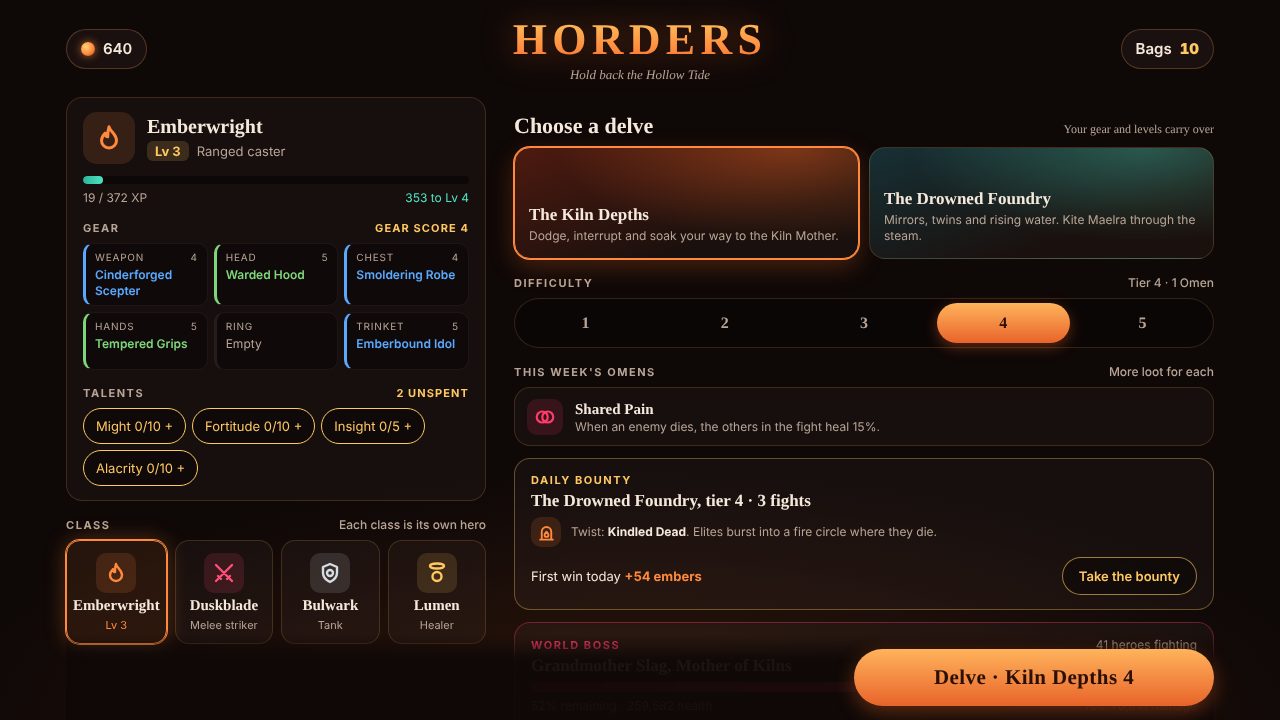 640
HORDERS
Hold back the Hollow Tide
Bags 10
Emberwright
Lv 3 Ranged caster
19 / 372 XP
353 to Lv 4
GEAR
GEAR SCORE 4
WEAPON 4
Cinderforged
Scepter
HEAD 5
Warded Hood
CHEST 4
Smoldering Robe
HANDS 5
Tempered Grips
RING
Empty
TRINKET 5
Emberbound Idol
TALENTS
2 UNSPENT
Might 0/10 +
Fortitude 0/10 +
Insight 0/5 +
Alacrity 0/10 +
CLASS
Each class is its own hero
Emberwright
Lv 3
Duskblade
Melee striker
Bulwark
Tank
Lumen
Healer
Choose a delve
Your gear and levels carry over
The Kiln Depths
Dodge, interrupt and soak your way to the Kiln Mother.
The Drowned Foundry
Mirrors, twins and rising water. Kite Maelra through the
steam.
DIFFICULTY
Tier 4 · 1 Omen
1 2 3 4 5
THIS WEEK'S OMENS
More loot for each
Shared Pain
When an enemy dies, the others in the fight heal 15%.
DAILY BOUNTY
The Drowned Foundry, tier 4 · 3 fights
Twist: Kindled Dead. Elites burst into a fire circle where they die.
First win today +54 embers
Take the bounty
WORLD BOSS
41 heroes fighting
Grandmother Slag, Mother of Kilns
Delve · Kiln Depths 4